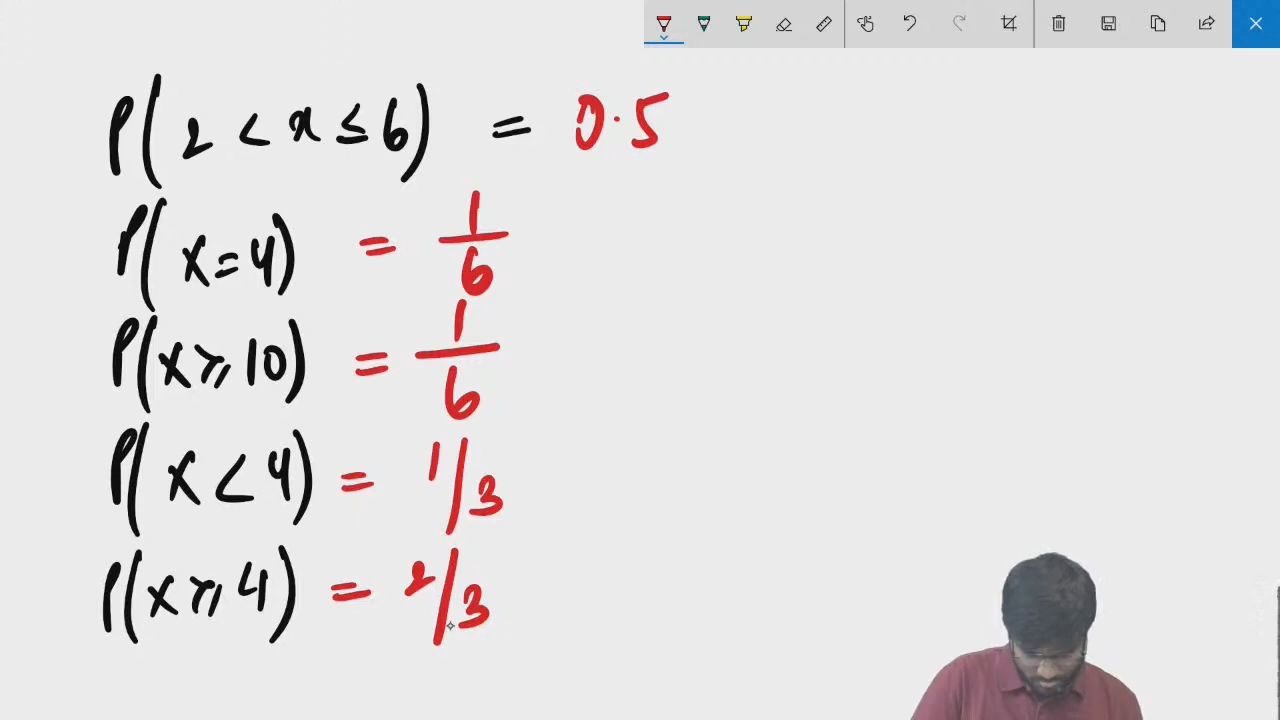 P( 2 < x ≤ 6) = 0.5
P( x=4) = 1/6
P(x ≥ 10) = 1/6
P( x < 4) = 1/3
P(x ≥ 4) = 2/3